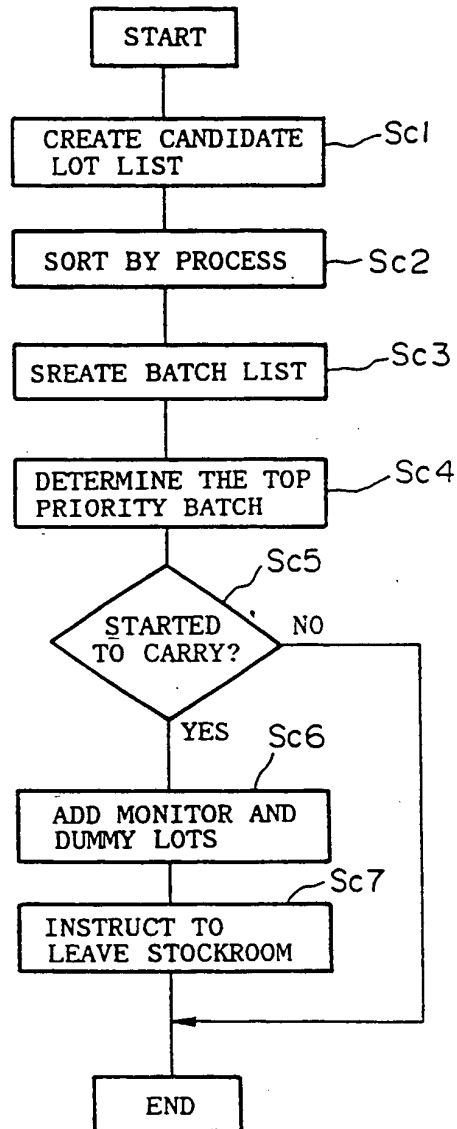 START
CREATE CANDIDATE
LOT LIST
Sc1
SORT BY PROCESS
Sc2
SREATE BATCH LIST
Sc3
DETERMINE THE TOP
PRIORITY BATCH
Sc4
Sc5
STARTED
TO CARRY?
NO
YES
Sc6
ADD MONITOR AND
DUMMY LOTS
Sc7
INSTRUCT TO
LEAVE STOCKROOM
END